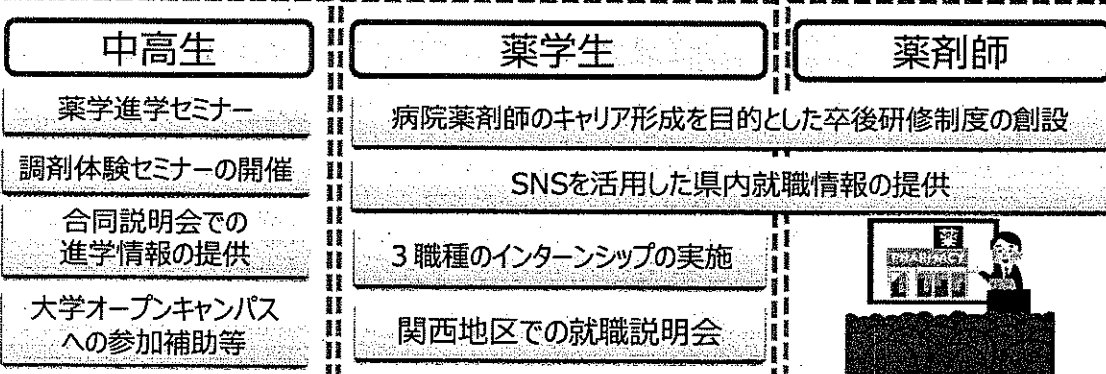 中高生
薬学進学セミナー
調剤体験セミナーの開催
合同説明会での
進学情報の提供
大学オープンキャンパス
への参加補助等
薬学生
薬剤師
病院薬剤師のキャリア形成を目的とした卒後研修制度の創設
SNSを活用した県内就職情報の提供
3職種のインターンシップの実施
関西地区での就職説明会
薬
PHARMACY